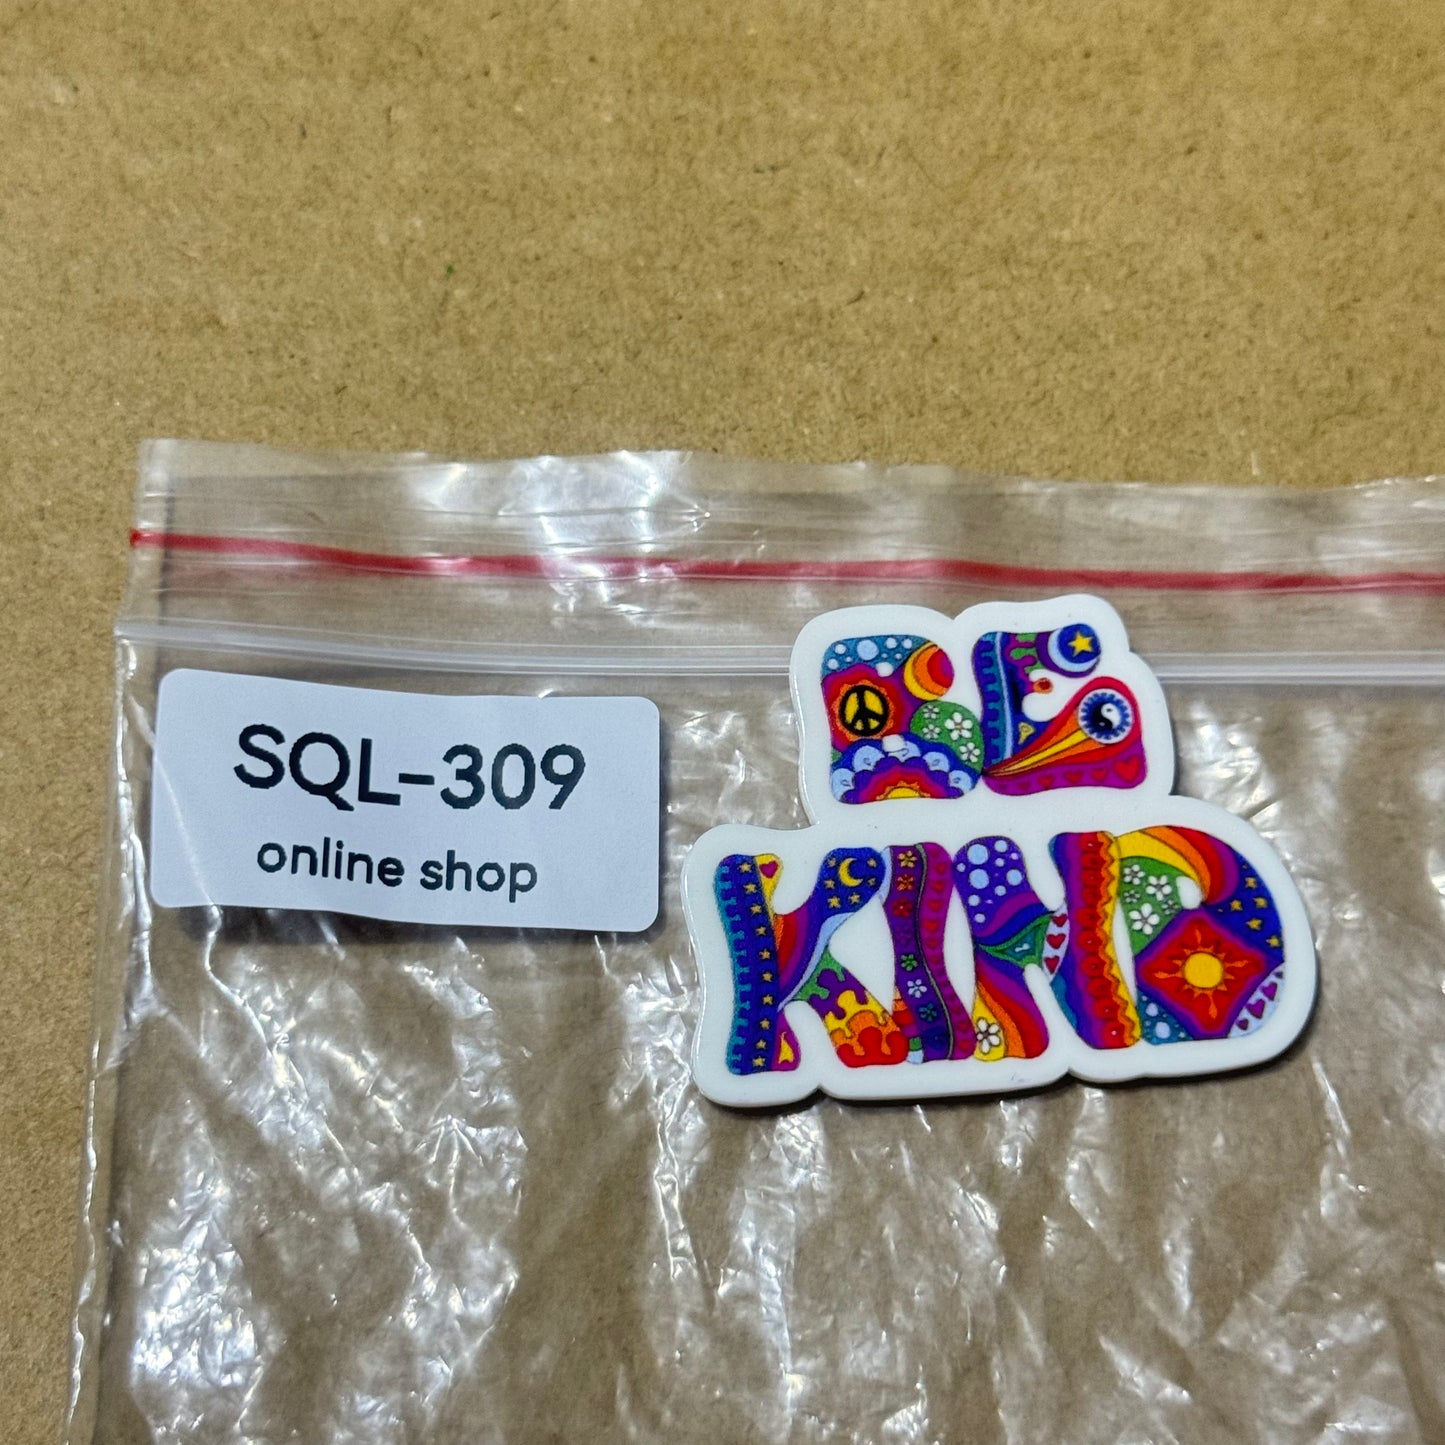 SQL-309
online shop
BE
KIND